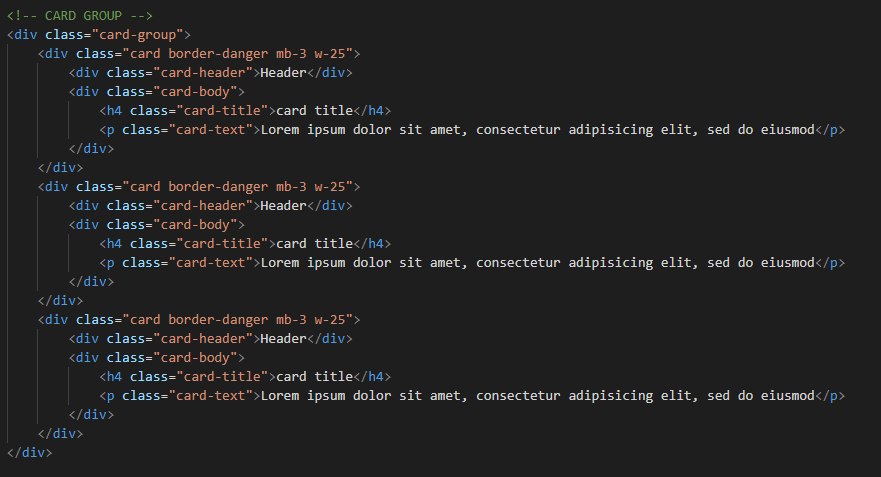 <!-- CARD GROUP -->
<div class="card-group">
    <div class="card border-danger mb-3 w-25">
        <div class="card-header">Header</div>
        <div class="card-body">
            <h4 class="card-title">card title</h4>
            <p class="card-text">Lorem ipsum dolor sit amet, consectetur adipisicing elit, sed do eiusmod</p>
        </div>
    </div>
    <div class="card border-danger mb-3 w-25">
        <div class="card-header">Header</div>
        <div class="card-body">
            <h4 class="card-title">card title</h4>
            <p class="card-text">Lorem ipsum dolor sit amet, consectetur adipisicing elit, sed do eiusmod</p>
        </div>
    </div>
    <div class="card border-danger mb-3 w-25">
        <div class="card-header">Header</div>
        <div class="card-body">
            <h4 class="card-title">card title</h4>
            <p class="card-text">Lorem ipsum dolor sit amet, consectetur adipisicing elit, sed do eiusmod</p>
        </div>
    </div>
</div>